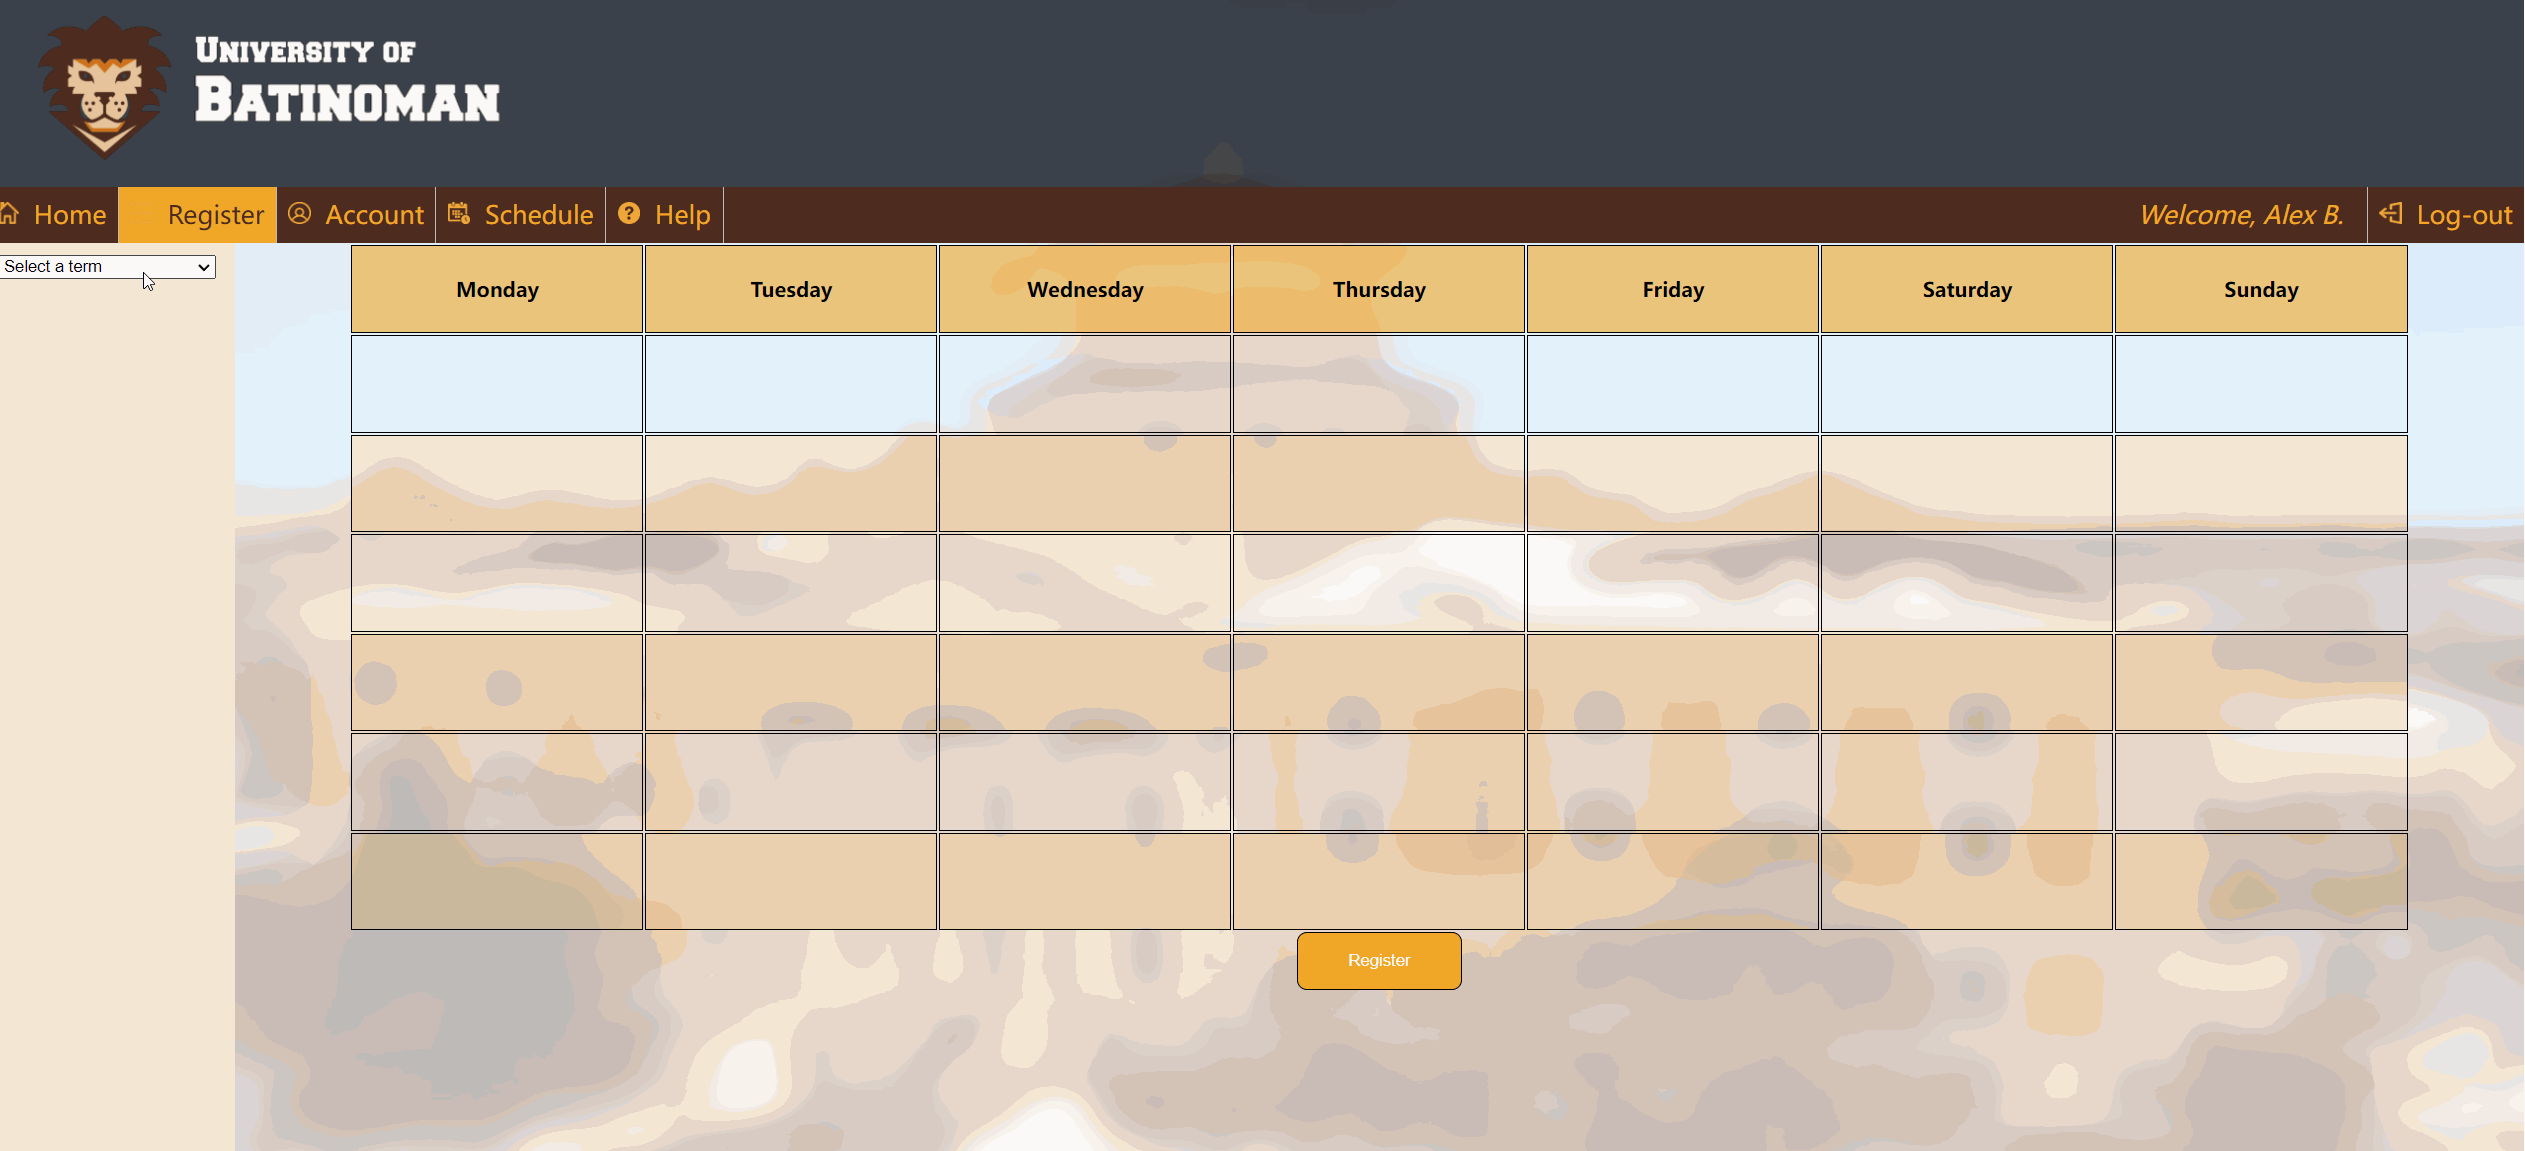 UNIVERSITY OF
BATINOMAN
Home Register Account Schedule Help Welcome, Alex B. Log-out
Select a term
Monday Tuesday Wednesday Thursday Friday Saturday Sunday
Register